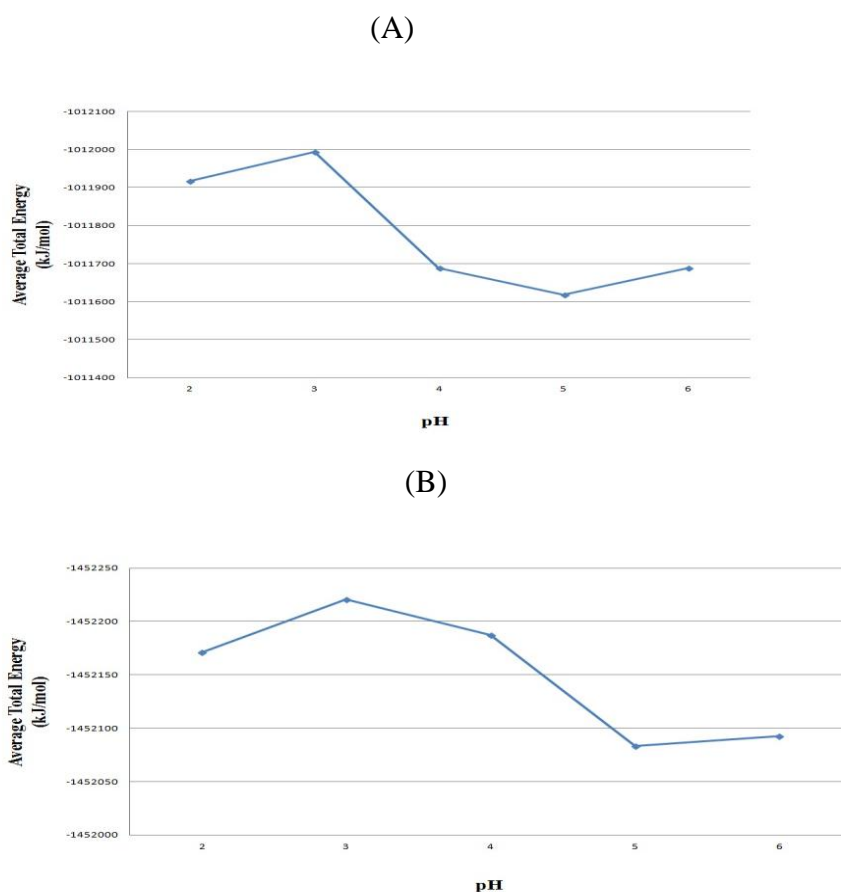 (A)
-1012100
-1012000
-1011900
-1011800
-1011700
-1011600
-1011500
-1011400
Average Total Energy
(kJ/mol)
2 3 4 5 6
pH
(B)
-1452250
-1452200
-1452150
-1452100
-1452050
-1452000
Average Total Energy
(kJ/mol)
2 3 4 5 6
pH